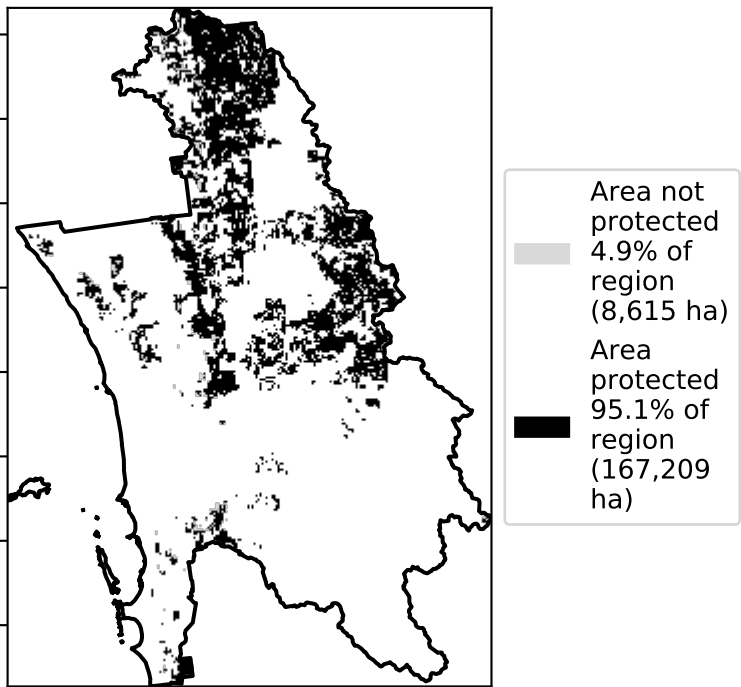 Area not
protected
4.9% of
region
(8,615 ha)
Area
protected
95.1% of
region
(167,209
ha)